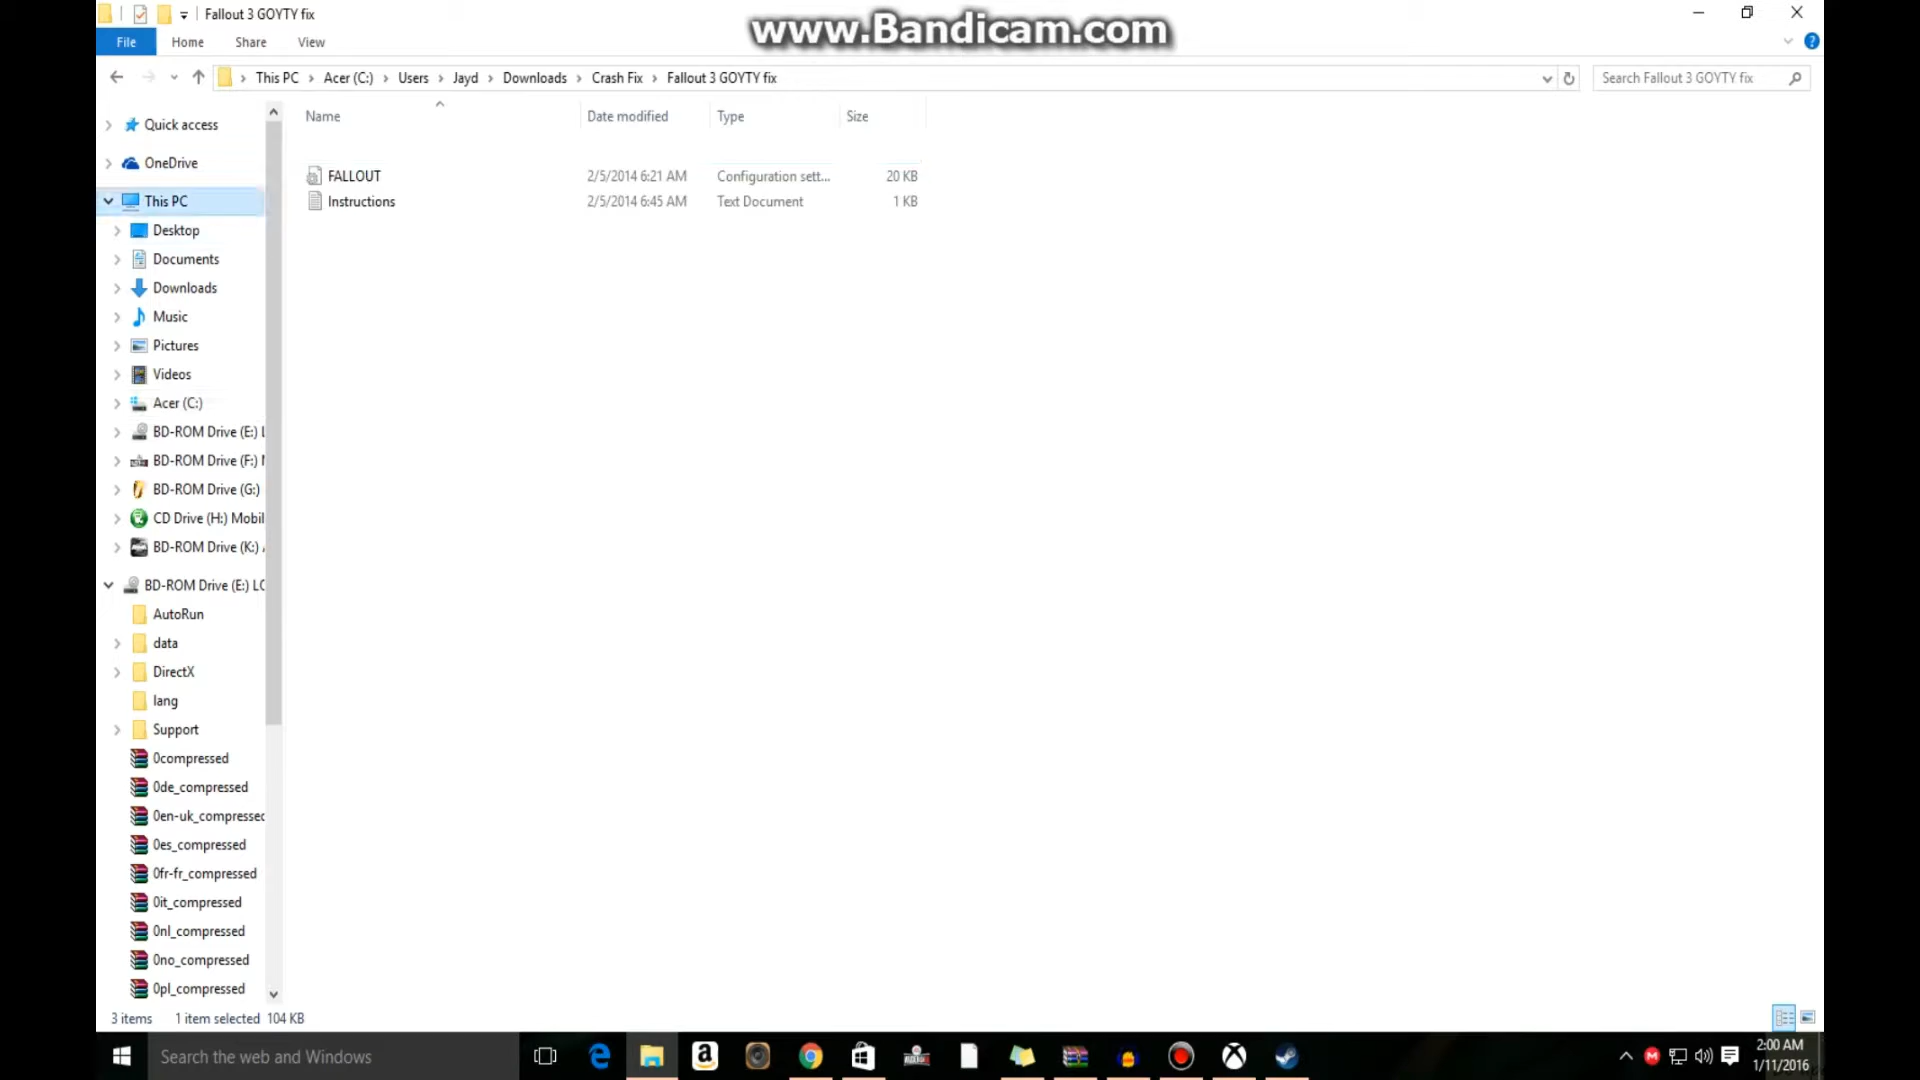 Fallout 3 GOYTY fix
www.Bandicam.com
File Home Share View
This PC Acer (C:) Users Jayd Downloads Crash Fix Fallout 3 GOYTY fix
Search Fallout 3 GOYTY fix
Name Date modified Type Size
Quick access
OneDrive
This PC
Desktop
Documents
Downloads
Music
Pictures
Videos
Acer (C:)
BD-ROM Drive (E:) L
BD-ROM Drive (F:)
BD-ROM Drive (G:)
CD Drive (H:) Mobil
BD-ROM Drive (K:)
BD-ROM Drive (E:) LO
AutoRun
data
DirectX
lang
Support
0compressed
0de_compressed
0en-uk_compressed
0es_compressed
0fr-fr_compressed
0it_compressed
0nl_compressed
0no_compressed
0pl_compressed
FALLOUT 2/5/2014 6:21 AM Configuration sett... 20 KB
Instructions 2/5/2014 6:45 AM Text Document 1 KB
3 items 1 item selected 104 KB
Search the web and Windows
2:00 AM
1/11/2016